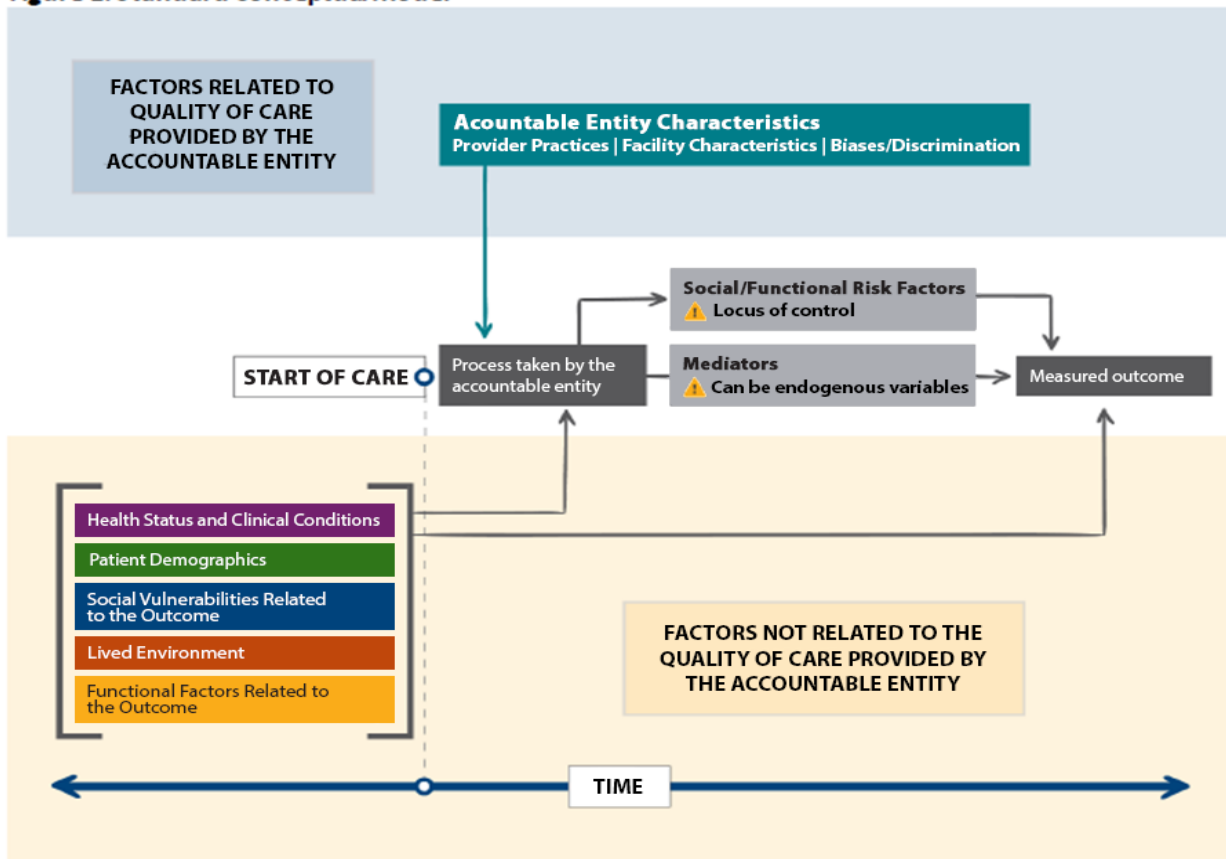 FACTORS RELATED TO
QUALITY OF CARE
PROVIDED BY THE
ACCOUNTABLE ENTITY
Acountable Entity Characteristics
Provider Practices | Facility Characteristics | Biases/Discrimination
Social/Functional Risk Factors
Locus of control
START OF CARE
Process taken by the
accountable entity
Mediators
Can be endogenous variables
Measured outcome
Health Status and Clinical Conditions
Patient Demographics
Social Vulnerabilities Related
to the Outcome
Lived Environment
Functional Factors Related to
the Outcome
FACTORS NOT RELATED TO THE
QUALITY OF CARE PROVIDED BY
THE ACCOUNTABLE ENTITY
TIME